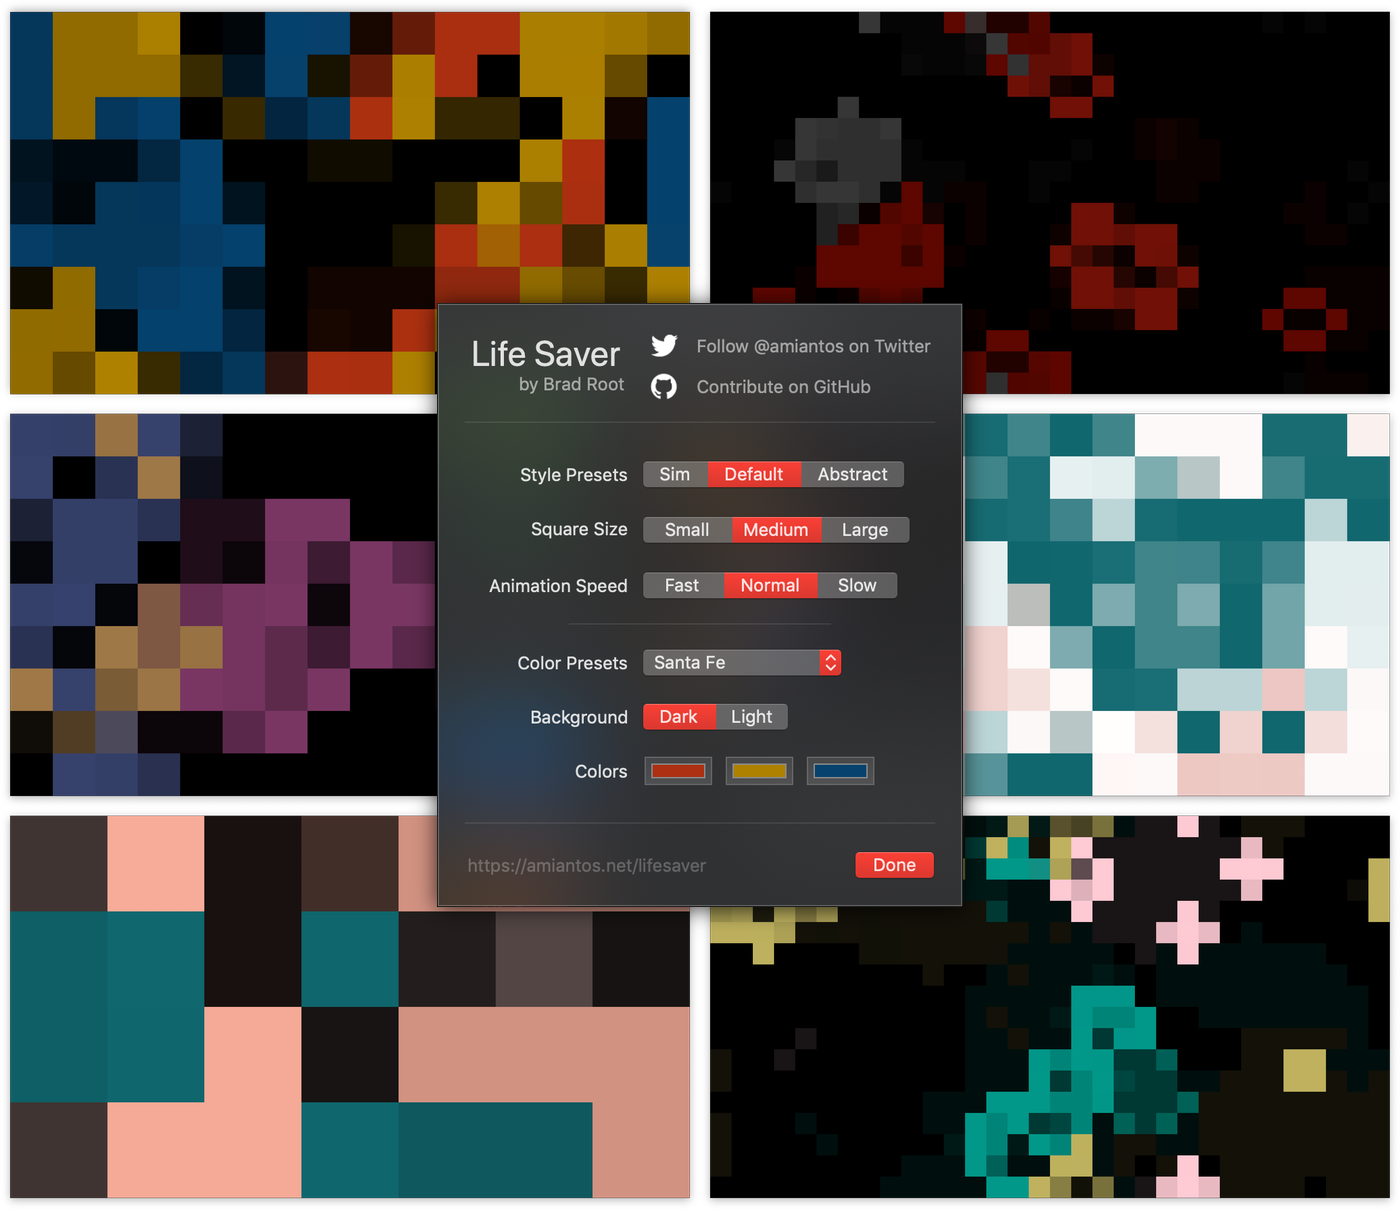 Life Saver
by Brad Root
Follow @amiantos on Twitter
Contribute on GitHub
Style Presets Sim Default Abstract
Square Size Small Medium Large
Animation Speed Fast Normal Slow
Color Presets Santa Fe
Background Dark Light
Colors
https://amiantos.net/lifesaver Done